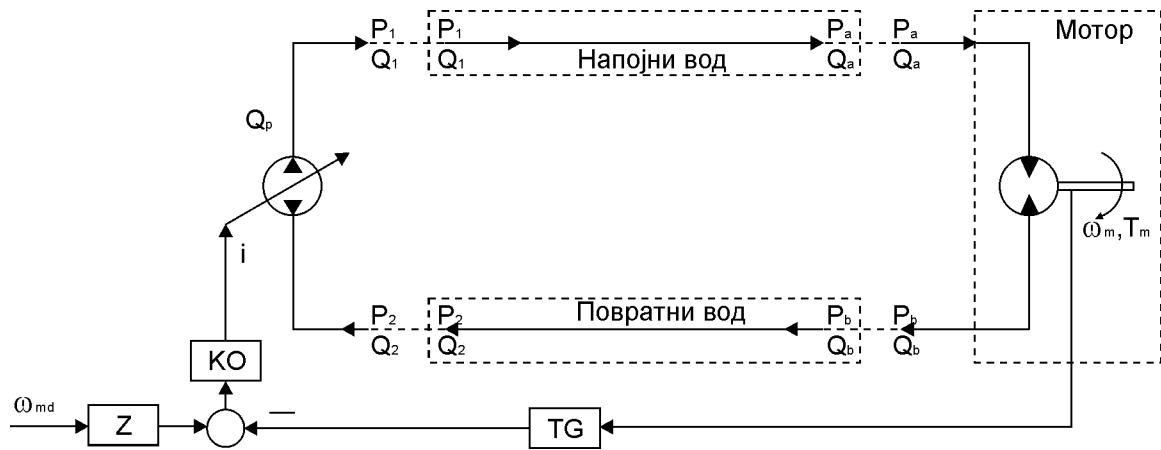 P₁ P₁ Pₐ Pₐ Мотор
Q₁ Q₁ Напојни вод Qₐ Qₐ
Qₚ
i
ωₘ,Tₘ
P₂ P₂ Повратни вод P_b P_b
Q₂ Q₂ Q_b Q_b
KO
ω_md Z — TG